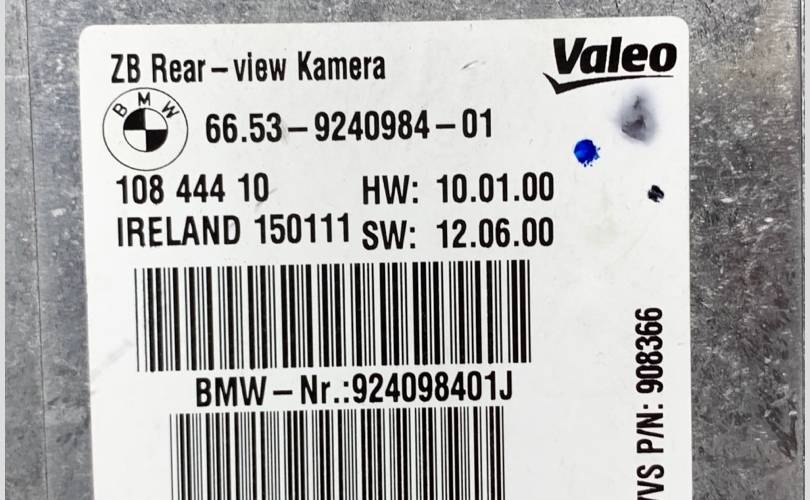 ZB Rear-view Kamera
Valeo
BMW
66.53-9240984-01
108 444 10 HW: 10.01.00
IRELAND 150111 SW: 12.06.00
BMW-Nr.:924098401J
P/N: 908366